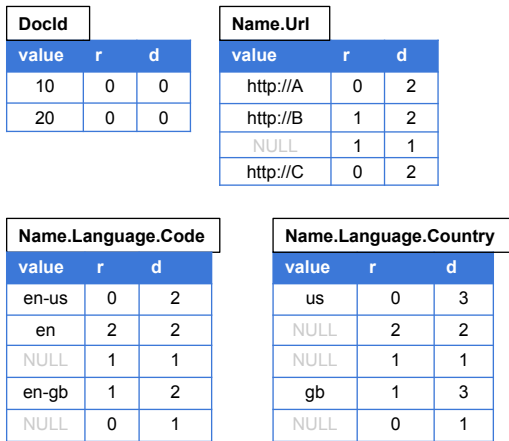 DocId
value r d
10 0 0
20 0 0
Name.Url
value r d
http://A 0 2
http://B 1 2
NULL 1 1
http://C 0 2
Name.Language.Code
value r d
en-us 0 2
en 2 2
NULL 1 1
en-gb 1 2
NULL 0 1
Name.Language.Country
value r d
us 0 3
NULL 2 2
NULL 1 1
gb 1 3
NULL 0 1